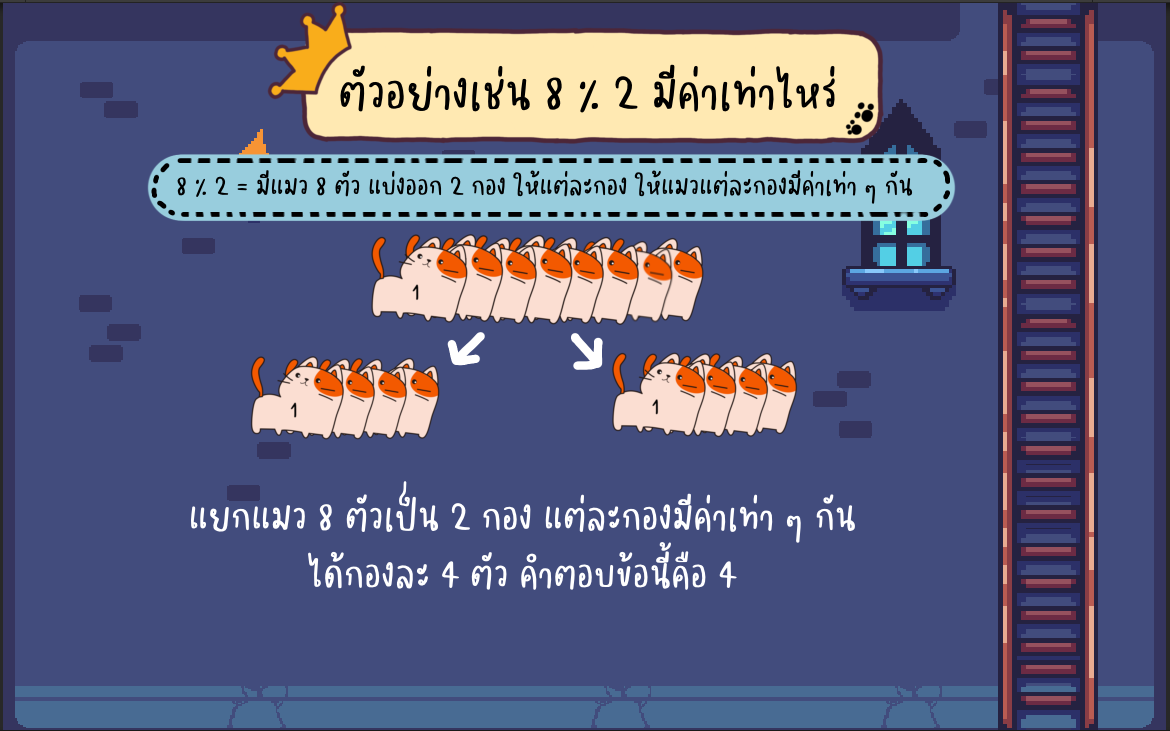 ตัวอย่างเช่น 8 % 2 มีค่าเท่าไหร่
8 % 2 = มีแมว 8 ตัว แบ่งออก 2 กอง ให้แต่ละกอง ให้แมวแต่ละกองมีค่าเท่า ๆ กัน
1
1
1
แยกแมว 8 ตัวเป็น 2 กอง แต่ละกองมีค่าเท่า ๆ กัน
ได้กองละ 4 ตัว คำตอบข้อนี้คือ 4